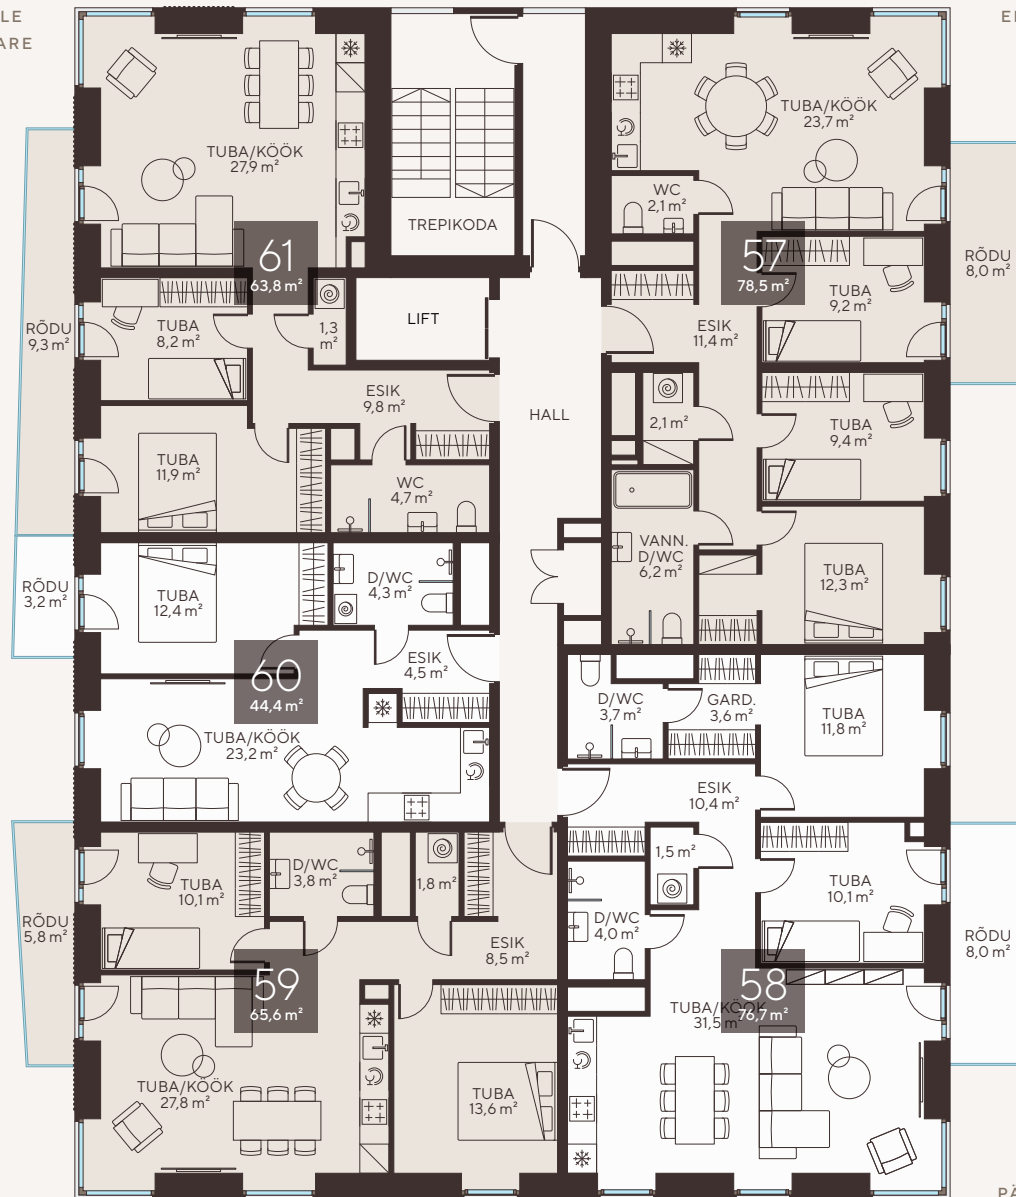 LE
ARE
TUBA/KÖÖK
27,9 m²
TREPIKODA
61
63,8 m²
RÕDU
9,3 m²
TUBA
8,2 m²
1,3
m²
LIFT
ESIK
9,8 m²
HALL
TUBA
11,9 m²
WC
4,7 m²
TUBA/KÖÖK
23,7 m²
WC
2,1 m²
57
78,5 m²
RÕDU
8,0 m²
TUBA
9,2 m²
ESIK
11,4 m²
2,1 m²
TUBA
9,4 m²
VANN.
D/WC
6,2 m²
TUBA
12,3 m²
RÕDU
3,2 m²
TUBA
12,4 m²
D/WC
4,3 m²
60
44,4 m²
ESIK
4,5 m²
TUBA/KÖÖK
23,2 m²
D/WC
3,7 m²
GARD.
3,6 m²
TUBA
11,8 m²
ESIK
10,4 m²
1,5 m²
TUBA
10,1 m²
D/WC
4,0 m²
RÕDU
8,0 m²
58
76,7 m²
TUBA/KÖÖK
31,5 m²
RÕDU
5,8 m²
TUBA
10,1 m²
D/WC
3,8 m²
1,8 m²
ESIK
8,5 m²
59
65,6 m²
TUBA/KÖÖK
27,8 m²
TUBA
13,6 m²